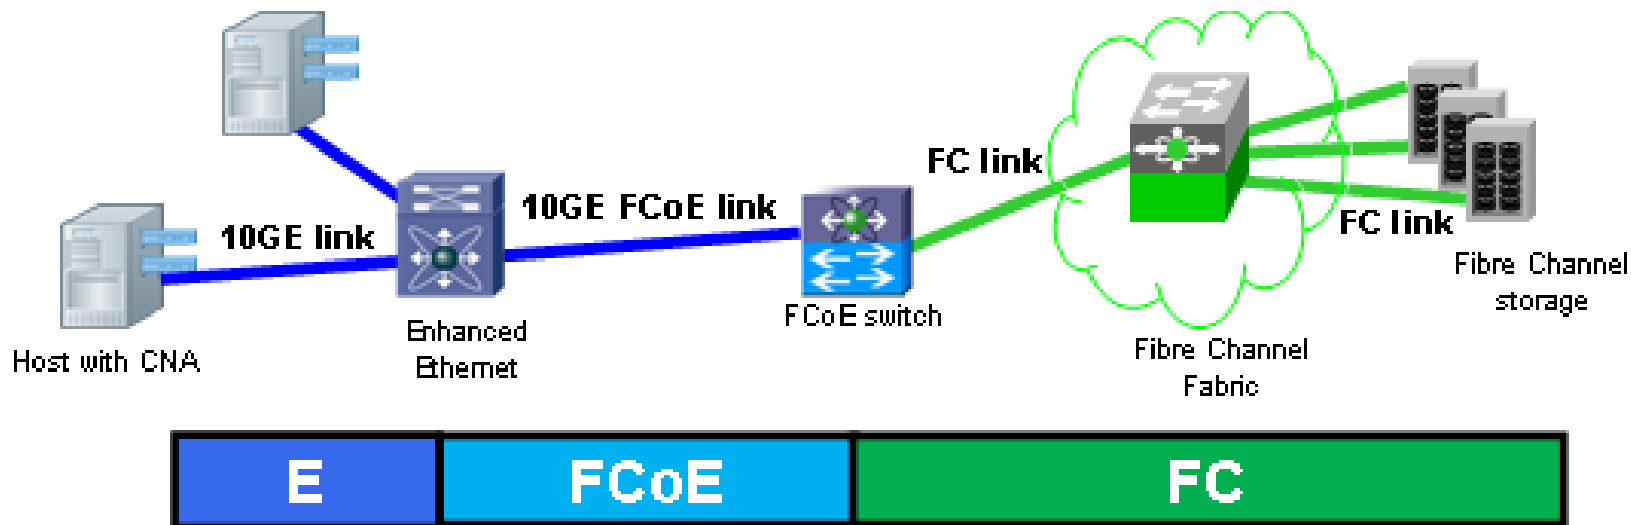 10GE link
10GE FCoE link
FC link
FC link
Host with CNA
Enhanced
Ethernet
FCoE switch
Fibre Channel
Fabric
Fibre Channel
storage
E
FCoE
FC